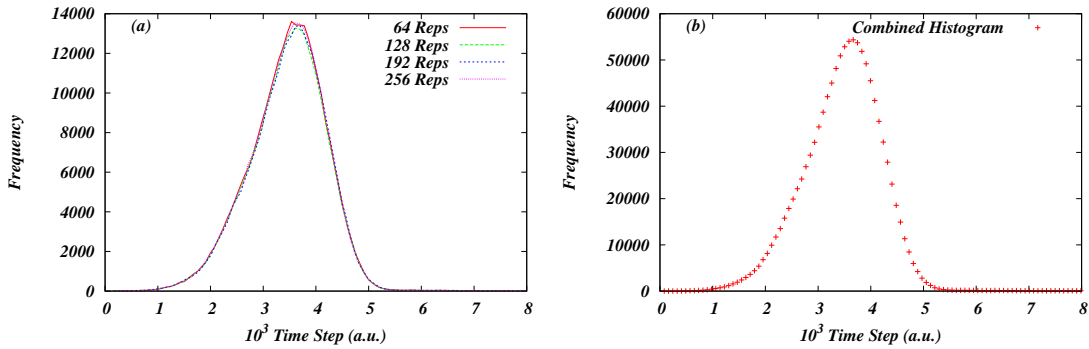 (a)
64 Reps
128 Reps
192 Reps
256 Reps
14000
12000
10000
8000
6000
4000
2000
0
Frequency
0 1 2 3 4 5 6 7 8
10³ Time Step (a.u.)
(b)
Combined Histogram
60000
50000
40000
30000
20000
10000
0
Frequency
0 1 2 3 4 5 6 7 8
10³ Time Step (a.u.)